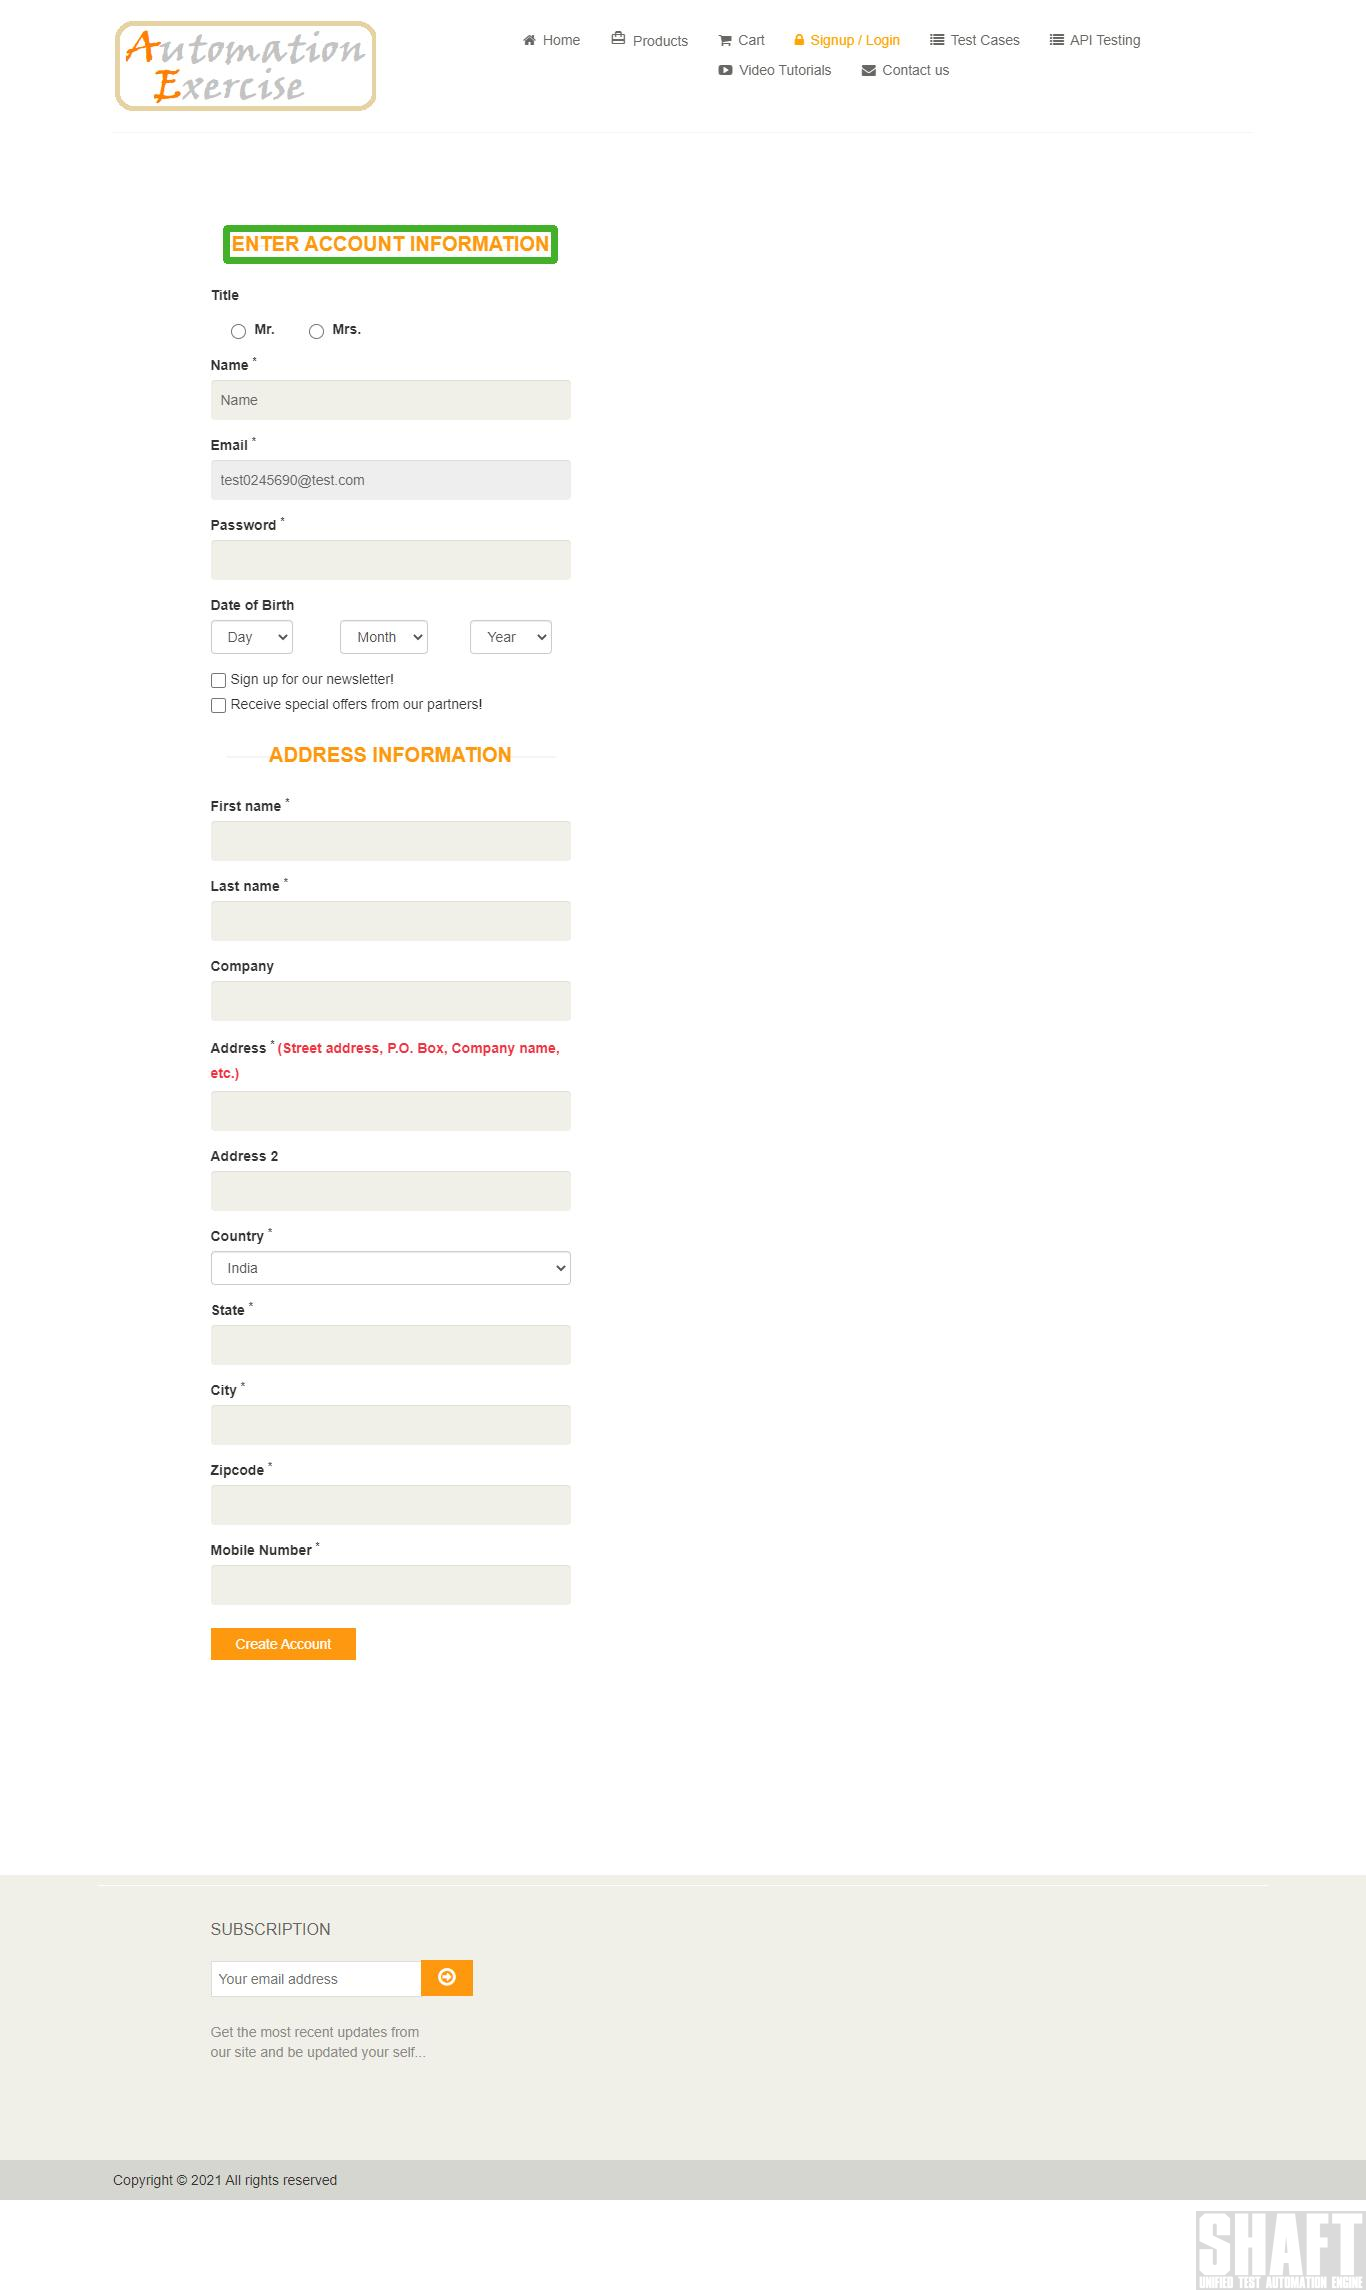 Automation
Exercise
Home Products Cart Signup / Login Test Cases API Testing
Video Tutorials Contact us
ENTER ACCOUNT INFORMATION
Title
Mr. Mrs.
Name *
Name
Email *
test0245690@test.com
Password *
Date of Birth
Day Month Year
Sign up for our newsletter!
Receive special offers from our partners!
ADDRESS INFORMATION
First name *
Last name *
Company
Address * (Street address, P.O. Box, Company name,
etc.)
Address 2
Country *
India
State *
City *
Zipcode *
Mobile Number *
Create Account
SUBSCRIPTION
Your email address
Get the most recent updates from
our site and be updated your self...
Copyright © 2021 All rights reserved
SHAFT
UNIFIED TEST AUTOMATION ENGINE